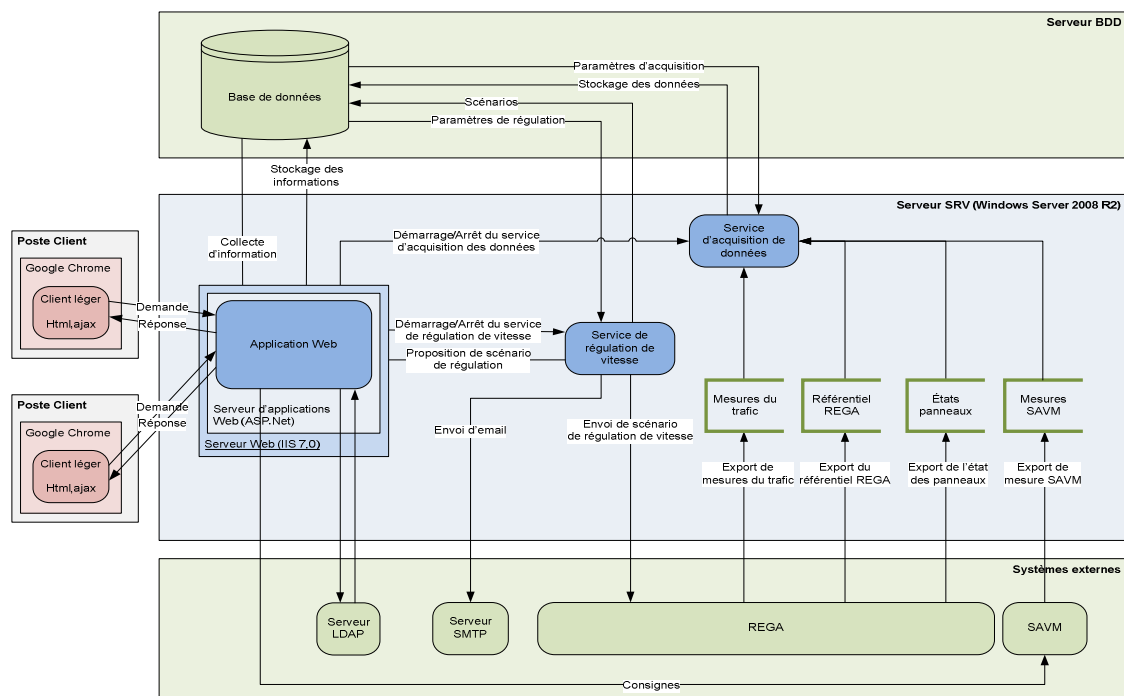 Serveur BDD
Base de données
Paramètres d'acquisition
Stockage des données
Scénarios
Paramètres de régulation
Stockage des
informations
Serveur SRV (Windows Server 2008 R2)
Collecte
d'information
Démarrage/Arrêt du service
d'acquisition des données
Service
d'acquisition de
données
Poste Client
Google Chrome
Client léger
Html,ajax
Demande
Réponse
Application Web
Démarrage/Arrêt du service
de régulation de vitesse
Proposition de scénario
de régulation
Service de
régulation de
vitesse
Serveur d'applications
Web (ASP.Net)
Serveur Web (IIS 7.0)
Poste Client
Google Chrome
Client léger
Html,ajax
Demande
Réponse
Mesures du
trafic
Référentiel
REGA
États
panneaux
Mesures
SAVM
Envoi d'email
Envoi de scénario
de régulation de vitesse
Export de
mesures du trafic
Export du
référentiel REGA
Export de l'état
des panneaux
Export de
mesure SAVM
Systèmes externes
Serveur
LDAP
Serveur
SMTP
REGA
SAVM
Consignes